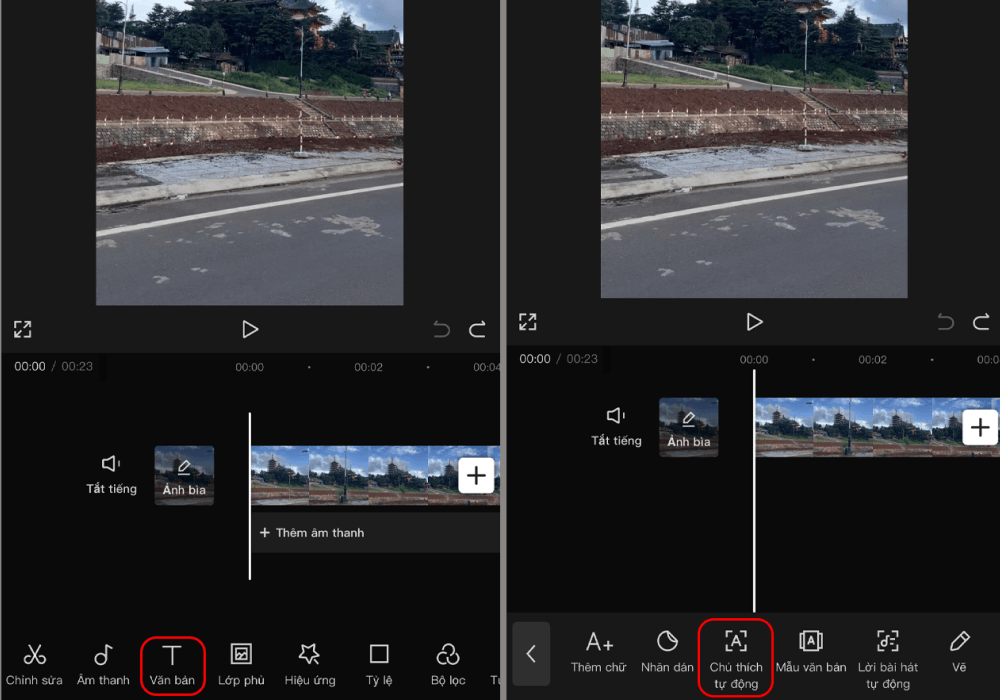 00:00 / 00:23
00:00
00:02
00:04
Tắt tiếng
Ảnh bìa
+ Thêm âm thanh
Chỉnh sửa
Âm thanh
Văn bản
Lớp phủ
Hiệu ứng
Tỷ lệ
Bộ lọc
00:00 / 00:23
00:00
00:02
Tắt tiếng
Ảnh bìa
A+
Thêm chữ
Nhãn dán
A
Chú thích
tự động
A
Mẫu văn bản
Lời bài hát
tự động
Vẽ